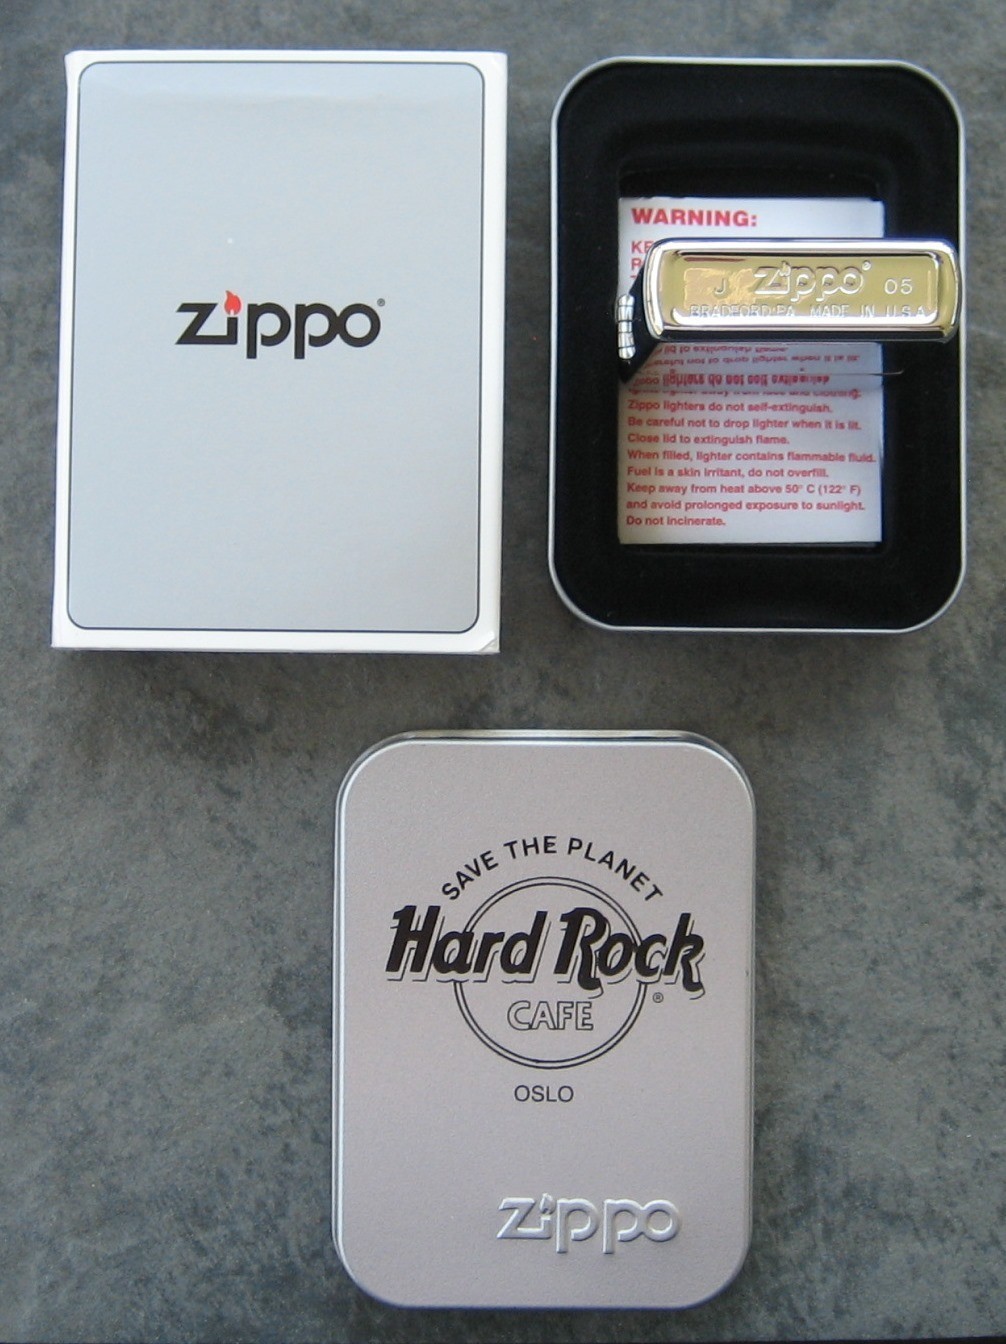 zippo®
WARNING:
KE
R
J zippo® 05
BRADFORD.PA. MADE IN U.S.A.
Zippo lighters do not self-extinguish.
Be careful not to drop lighter when it is lit.
Close lid to extinguish flame.
When filled, lighter contains flammable fluid.
Fuel is a skin irritant, do not overfill.
Keep away from heat above 50° C (122° F)
and avoid prolonged exposure to sunlight.
Do not incinerate.
SAVE THE PLANET
Hard Rock
®
CAFE
OSLO
zippo